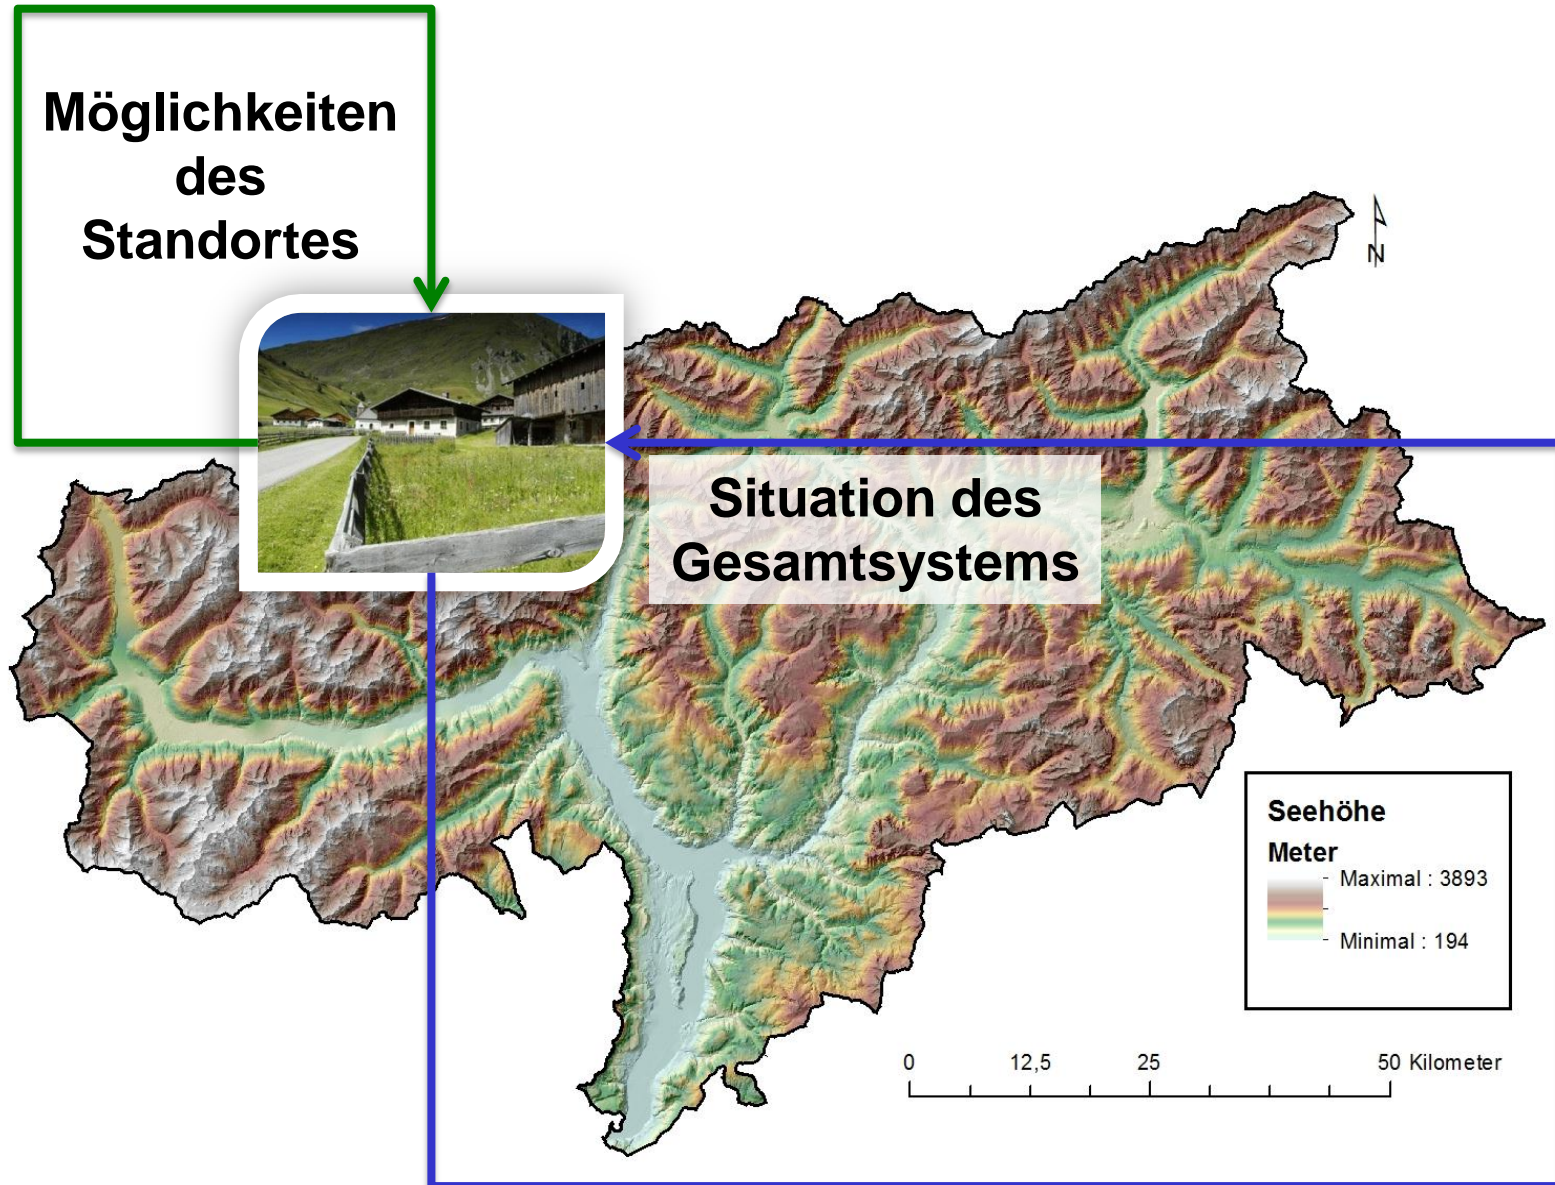 Möglichkeiten
des
Standortes
N
Situation des
Gesamtsystems
Seehöhe
Meter
Maximal : 3893
Minimal : 194
0 12,5 25 50 Kilometer